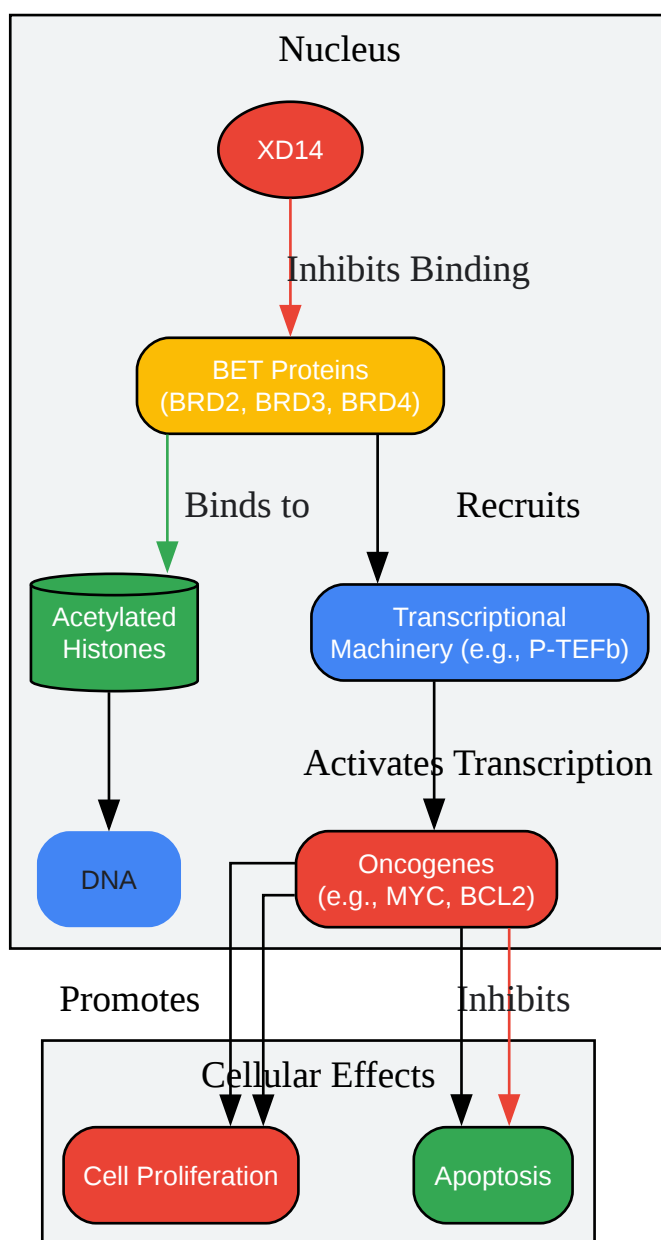 Nucleus
XD14
Inhibits Binding
BET Proteins
(BRD2, BRD3, BRD4)
Binds to
Recruits
Acetylated
Histones
Transcriptional
Machinery (e.g., P-TEFb)
Activates Transcription
DNA
Oncogenes
(e.g., MYC, BCL2)
Promotes
Inhibits
Cellular Effects
Cell Proliferation
Apoptosis